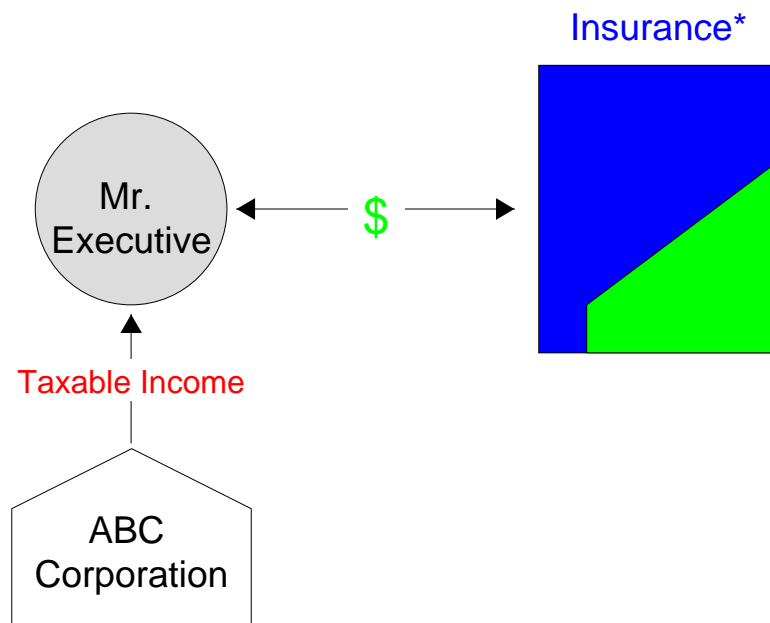 Insurance*
Mr.
Executive
$
Taxable Income
ABC
Corporation